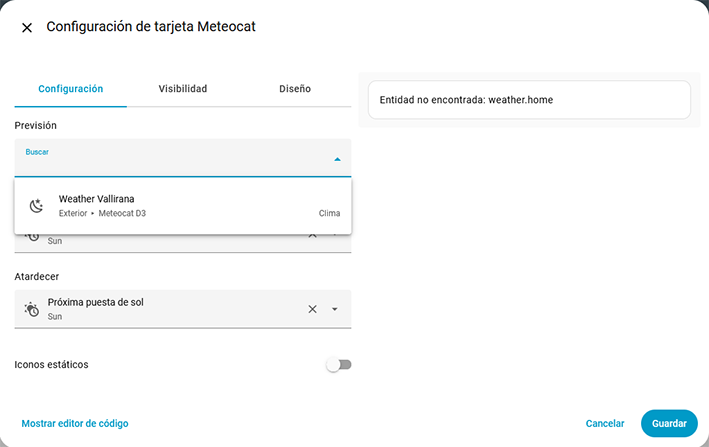 Configuración de tarjeta Meteocat
Configuración
Visibilidad
Diseño
Entidad no encontrada: weather.home
Previsión
Buscar
Weather Vallirana
Exterior • Meteocat D3
Clima
Sun
Atardecer
Próxima puesta de sol
Sun
Iconos estáticos
Mostrar editor de código
Cancelar
Guardar